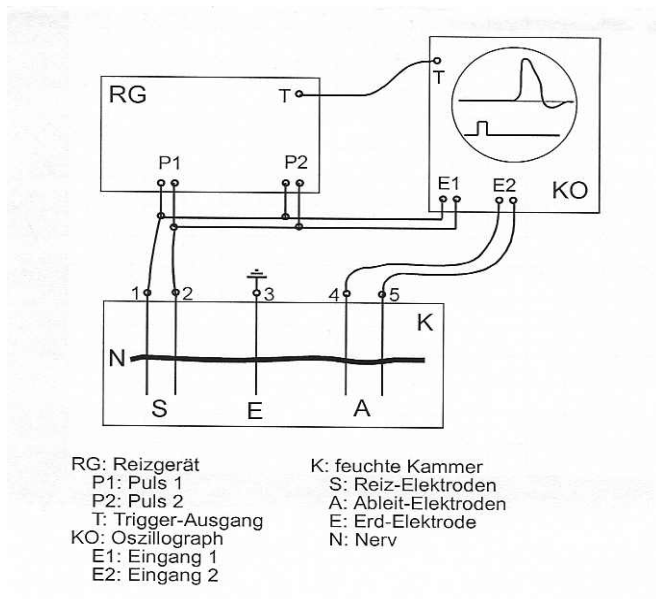 RG
T
P1
P2
T
E1
E2
KO
1
2
3
4
5
K
N
S
E
A
RG: Reizgerät
P1: Puls 1
P2: Puls 2
T: Trigger-Ausgang
KO: Oszillograph
E1: Eingang 1
E2: Eingang 2
K: feuchte Kammer
S: Reiz-Elektroden
A: Ableit-Elektroden
E: Erd-Elektrode
N: Nerv